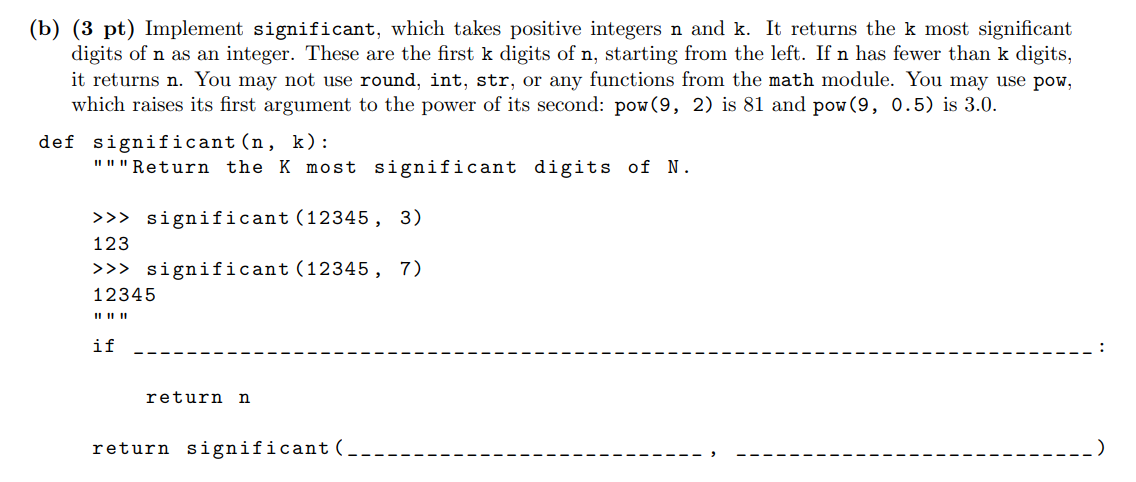 (b) (3 pt) Implement significant, which takes positive integers n and k. It returns the k most significant
digits of n as an integer. These are the first k digits of n, starting from the left. If n has fewer than k digits,
it returns n. You may not use round, int, str, or any functions from the math module. You may use pow,
which raises its first argument to the power of its second: pow(9, 2) is 81 and pow(9, 0.5) is 3.0.
def significant(n, k):
"""Return the K most significant digits of N.
>>> significant(12345, 3)
123
>>> significant(12345, 7)
12345
"""
if ________________________________________________________________________:
return n
return significant(___________________________, ___________________________)